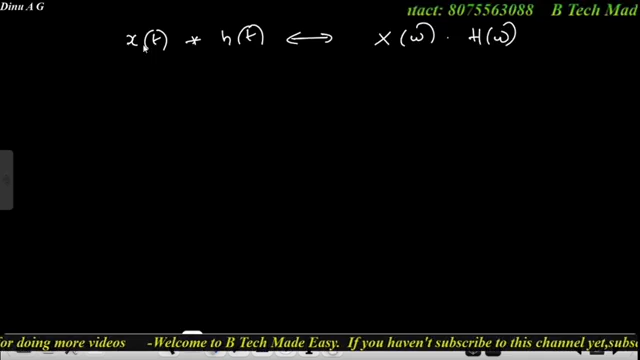 Dinu A G
ntact: 8075563088 B Tech Mad
x(t) * h(t) ⟷ X(ω) · H(ω)
for doing more videos -Welcome to B Tech Made Easy. If you haven't subscribe to this channel yet,subs